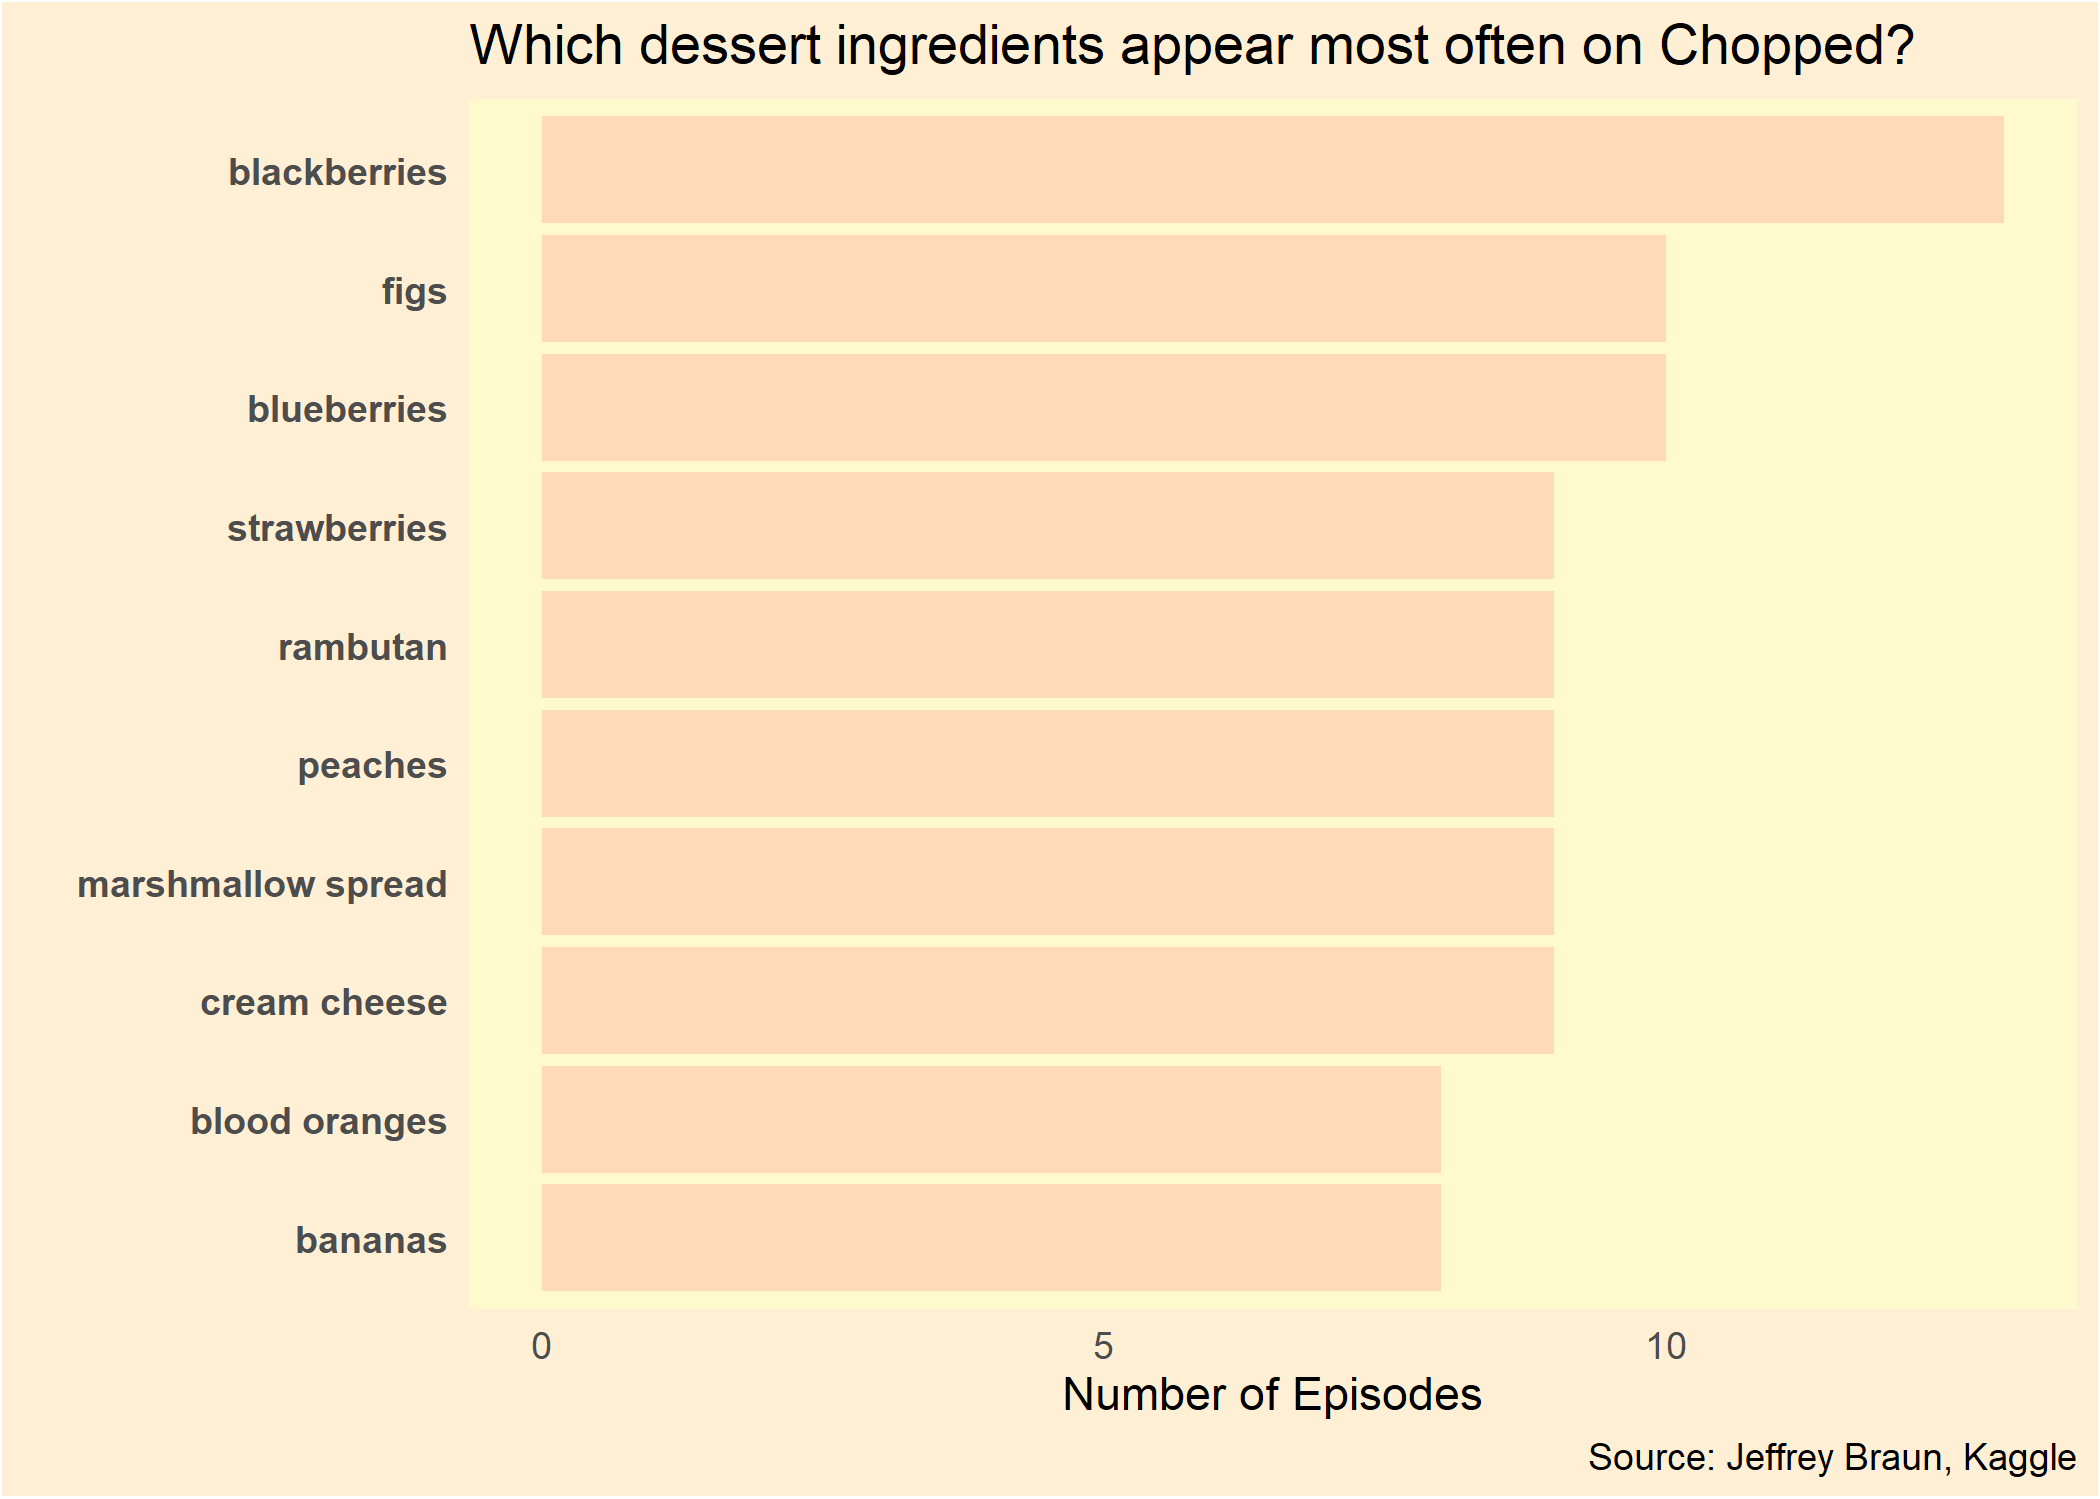 Which dessert ingredients appear most often on Chopped?
blackberries
figs
blueberries
strawberries
rambutan
peaches
marshmallow spread
cream cheese
blood oranges
bananas
0 5 10
Number of Episodes
Source: Jeffrey Braun, Kaggle